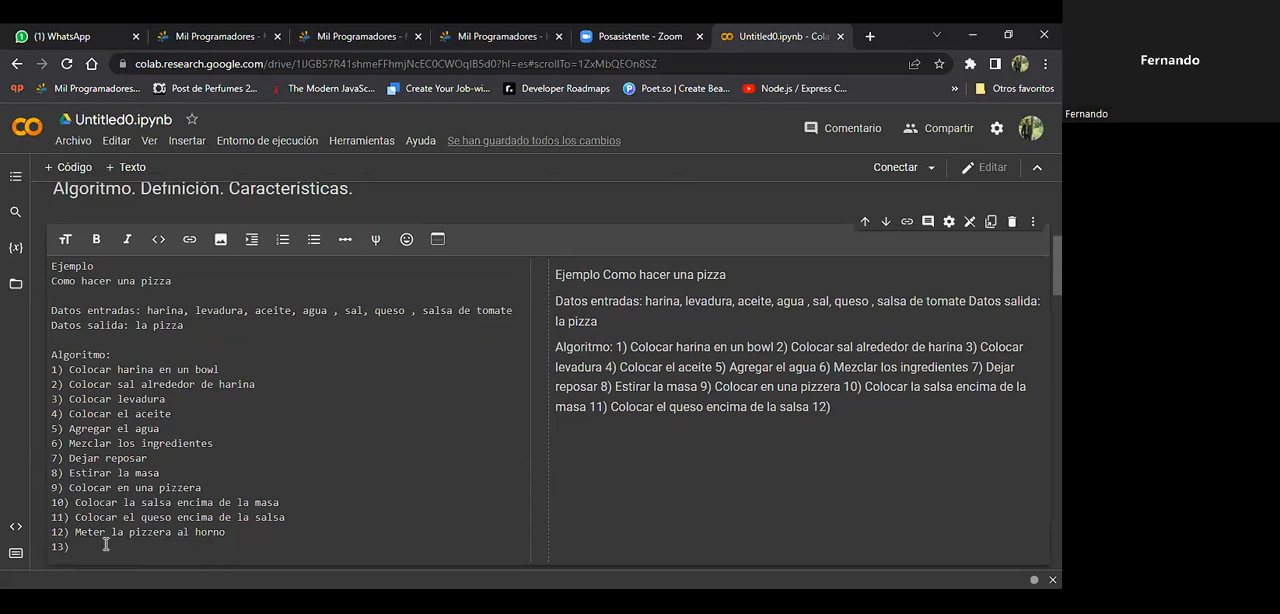 (1) WhatsApp
Mil Programadores -
Mil Programadores -
Mil Programadores -
Posasistente - Zoom
Untitled0.ipynb - Cola
colab.research.google.com/drive/1IJGB57R41shmeFFhmjNcEC0CWOqIB5d0?hl=es#scrollTo=1ZxMbQEOn8SZ
Mil Programadores...
Post de Perfumes 2...
The Modern JavaSc...
Create Your Job-wi...
Developer Roadmaps
Poet.so | Create Bea...
Node.js / Express C...
»
Otros favoritos
Untitled0.ipynb
Comentario
Compartir
Archivo Editar Ver Insertar Entorno de ejecución Herramientas Ayuda Se han guardado todos los cambios
+ Código + Texto
Conectar
Editar
Algoritmo. Definición. Características.
Ejemplo
Como hacer una pizza
Datos entradas: harina, levadura, aceite, agua , sal, queso , salsa de tomate
Datos salida: la pizza
Algoritmo:
1) Colocar harina en un bowl
2) Colocar sal alrededor de harina
3) Colocar levadura
4) Colocar el aceite
5) Agregar el agua
6) Mezclar los ingredientes
7) Dejar reposar
8) Estirar la masa
9) Colocar en una pizzera
10) Colocar la salsa encima de la masa
11) Colocar el queso encima de la salsa
12) Meter la pizzera al horno
13)
Ejemplo Como hacer una pizza
Datos entradas: harina, levadura, aceite, agua , sal, queso , salsa de tomate Datos salida:
la pizza
Algoritmo: 1) Colocar harina en un bowl 2) Colocar sal alrededor de harina 3) Colocar
levadura 4) Colocar el aceite 5) Agregar el agua 6) Mezclar los ingredientes 7) Dejar
reposar 8) Estirar la masa 9) Colocar en una pizzera 10) Colocar la salsa encima de la
masa 11) Colocar el queso encima de la salsa 12)
Fernando
Fernando